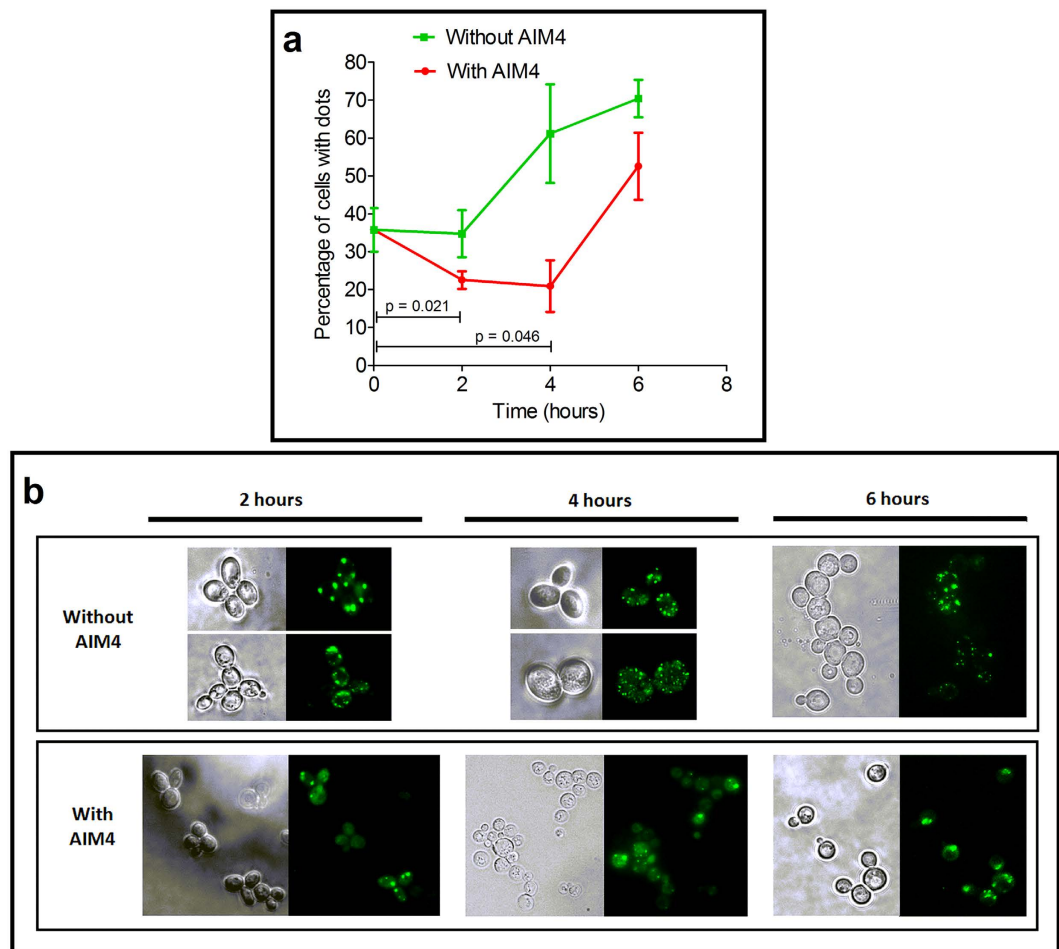 a
Without AIM4
With AIM4
Percentage of cells with dots
80
70
60
50
40
30
20
10
0
p = 0.021
p = 0.046
0 2 4 6 8
Time (hours)
b
2 hours 4 hours 6 hours
Without
AIM4
With
AIM4